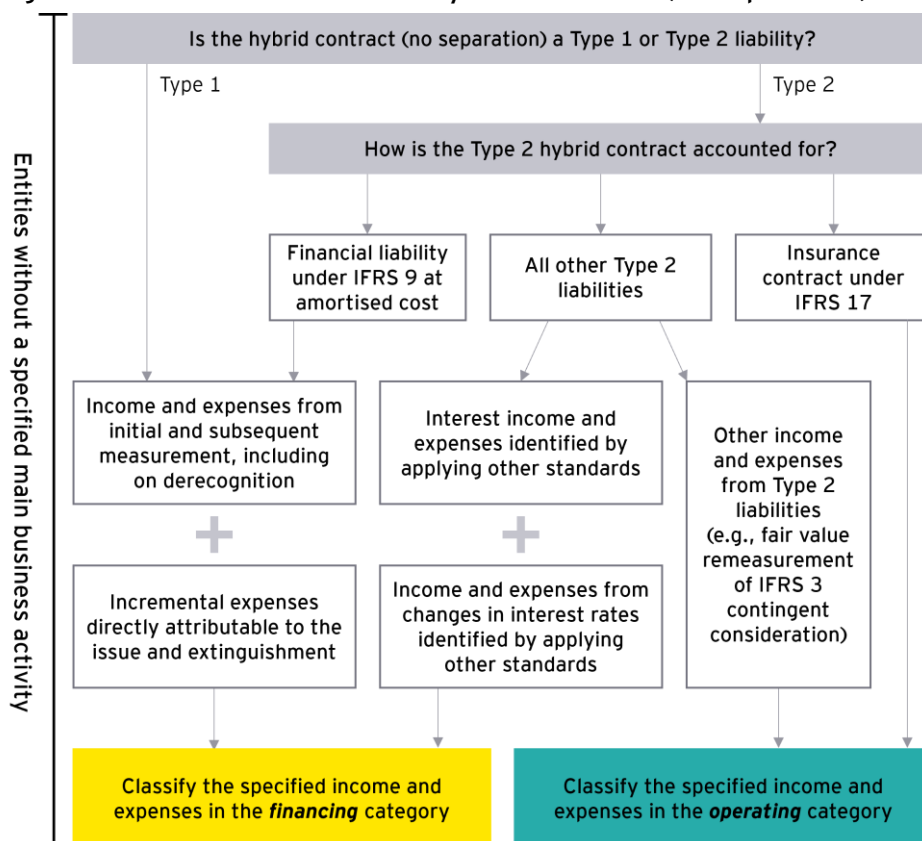 Is the hybrid contract (no separation) a Type 1 or Type 2 liability?
Type 1
Type 2
How is the Type 2 hybrid contract accounted for?
Financial liability
under IFRS 9 at
amortised cost
All other Type 2
liabilities
Insurance
contract under
IFRS 17
Income and expenses from
initial and subsequent
measurement, including
on derecognition
Interest income and
expenses identified by
applying other standards
Other income
and expenses
from Type 2
liabilities
(e.g., fair value
remeasurement
of IFRS 3
contingent
consideration)
+
+
Incremental expenses
directly attributable to the
issue and extinguishment
Income and expenses from
changes in interest rates
identified by applying
other standards
Classify the specified income and
expenses in the financing category
Classify the specified income and
expenses in the operating category
Entities without a specified main business activity